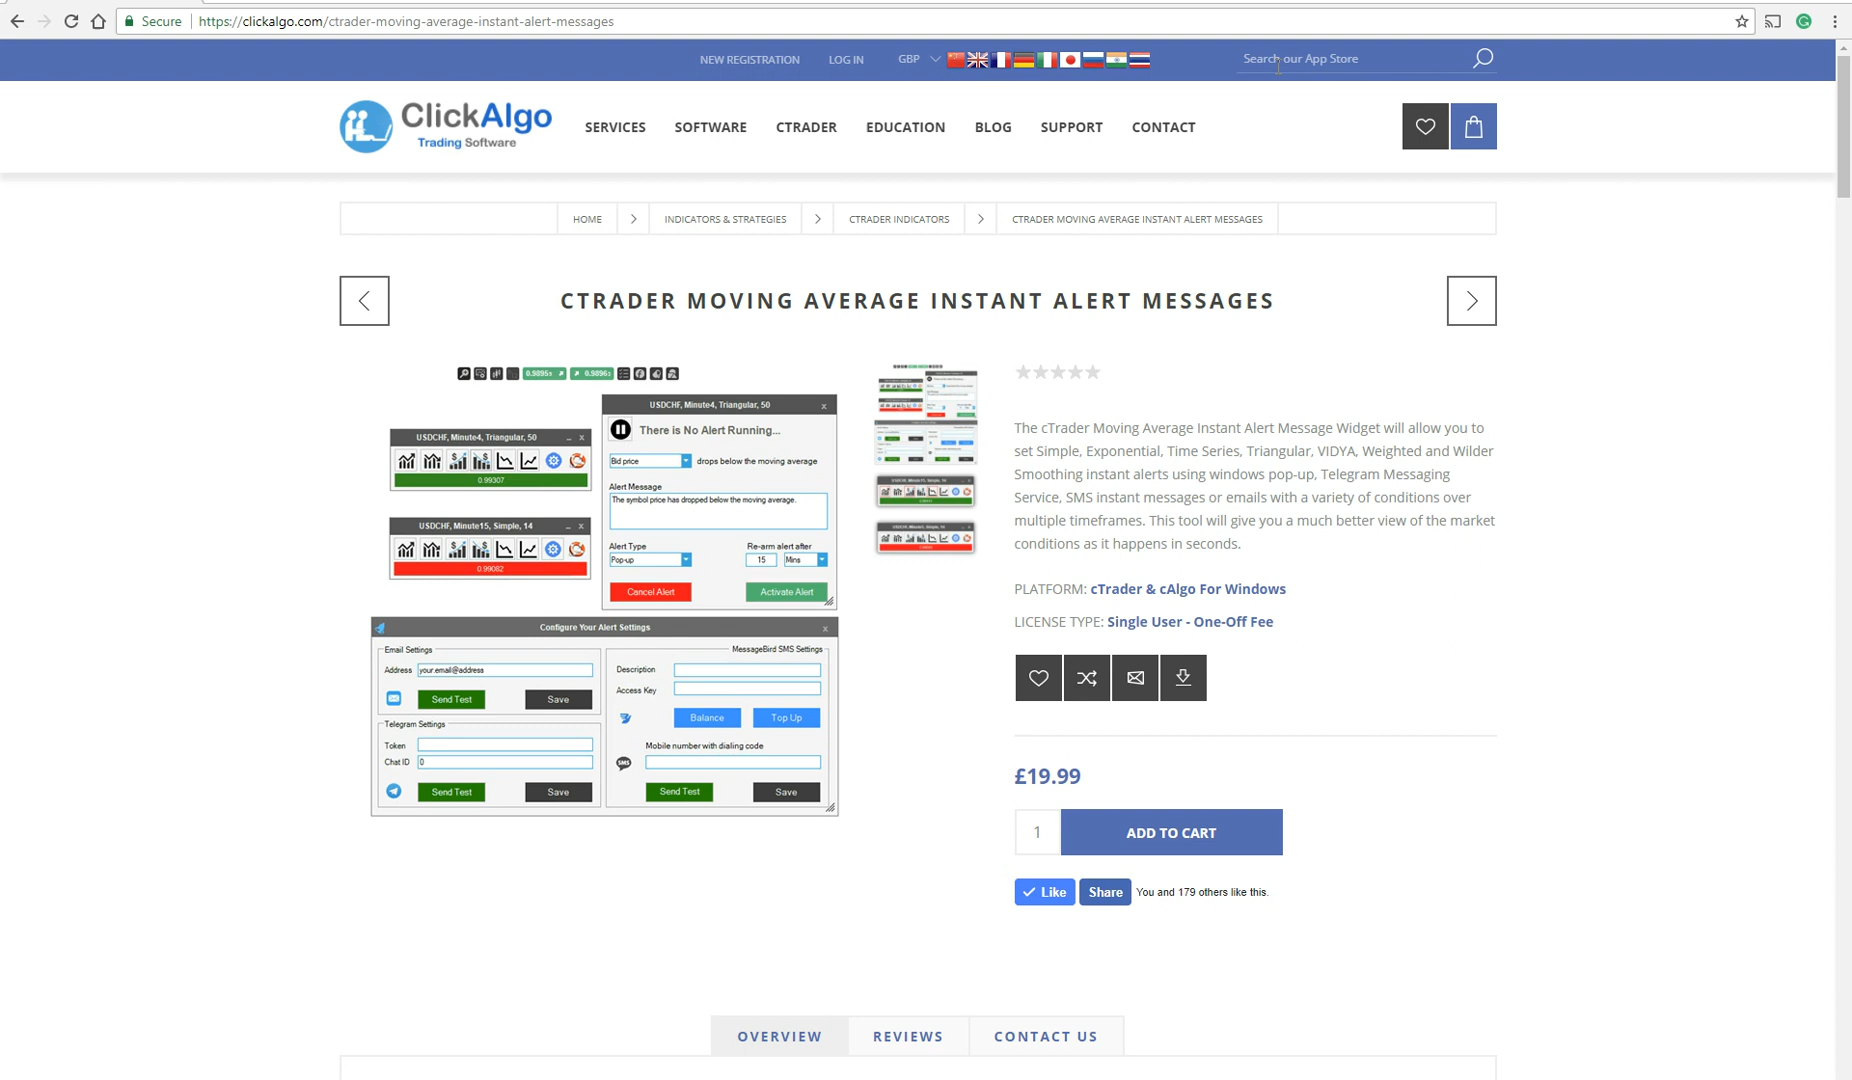 Secure https://clickalgo.com/ctrader-moving-average-instant-alert-messages
NEW REGISTRATION LOG IN GBP Search our App Store
ClickAlgo
Trading Software
SERVICES SOFTWARE CTRADER EDUCATION BLOG SUPPORT CONTACT
HOME INDICATORS & STRATEGIES CTRADER INDICATORS CTRADER MOVING AVERAGE INSTANT ALERT MESSAGES
CTRADER MOVING AVERAGE INSTANT ALERT MESSAGES
USDCHF, Minute4, Triangular, 50
0.99307
USDCHF, Minute15, Simple, 14
0.99082
USDCHF, Minute4, Triangular, 50
There is No Alert Running...
Bid price drops below the moving average
Alert Message
The symbol price has dropped below the moving average.
Alert Type Re-arm alert after
Pop-up 15 Mins
Cancel Alert Activate Alert
Configure Your Alert Settings
Email Settings
Address your.email@address
Send Test Save
Telegram Settings
Token
Chat ID 0
Send Test Save
MessageBird SMS Settings
Description
Access Key
Balance Top Up
Mobile number with dialing code
SMS
Send Test Save
The cTrader Moving Average Instant Alert Message Widget will allow you to
set Simple, Exponential, Time Series, Triangular, VIDYA, Weighted and Wilder
Smoothing instant alerts using windows pop-up, Telegram Messaging
Service, SMS instant messages or emails with a variety of conditions over
multiple timeframes. This tool will give you a much better view of the market
conditions as it happens in seconds.
PLATFORM: cTrader & cAlgo For Windows
LICENSE TYPE: Single User - One-Off Fee
£19.99
1 ADD TO CART
Like Share You and 179 others like this.
OVERVIEW REVIEWS CONTACT US